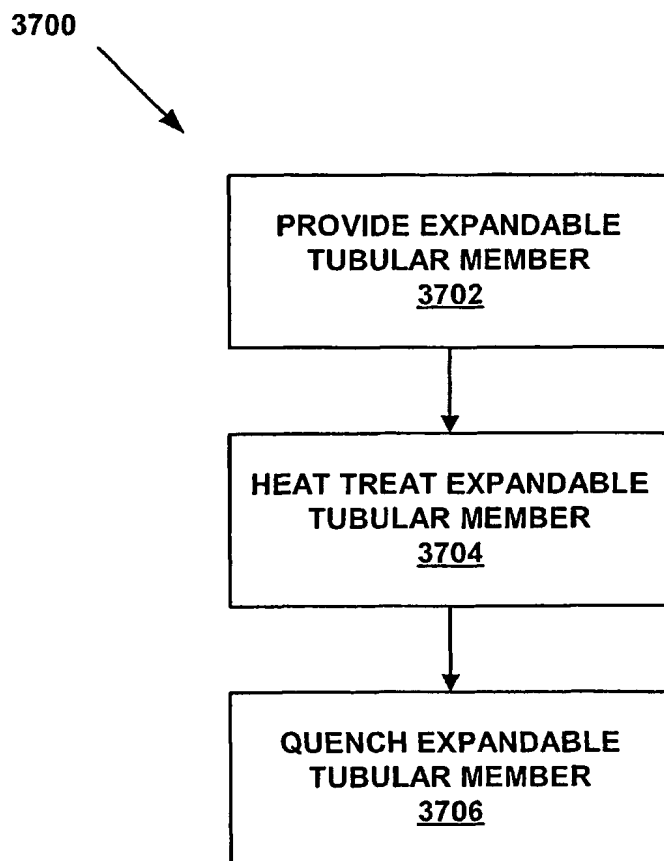 3700
PROVIDE EXPANDABLE
TUBULAR MEMBER
3702
HEAT TREAT EXPANDABLE
TUBULAR MEMBER
3704
QUENCH EXPANDABLE
TUBULAR MEMBER
3706